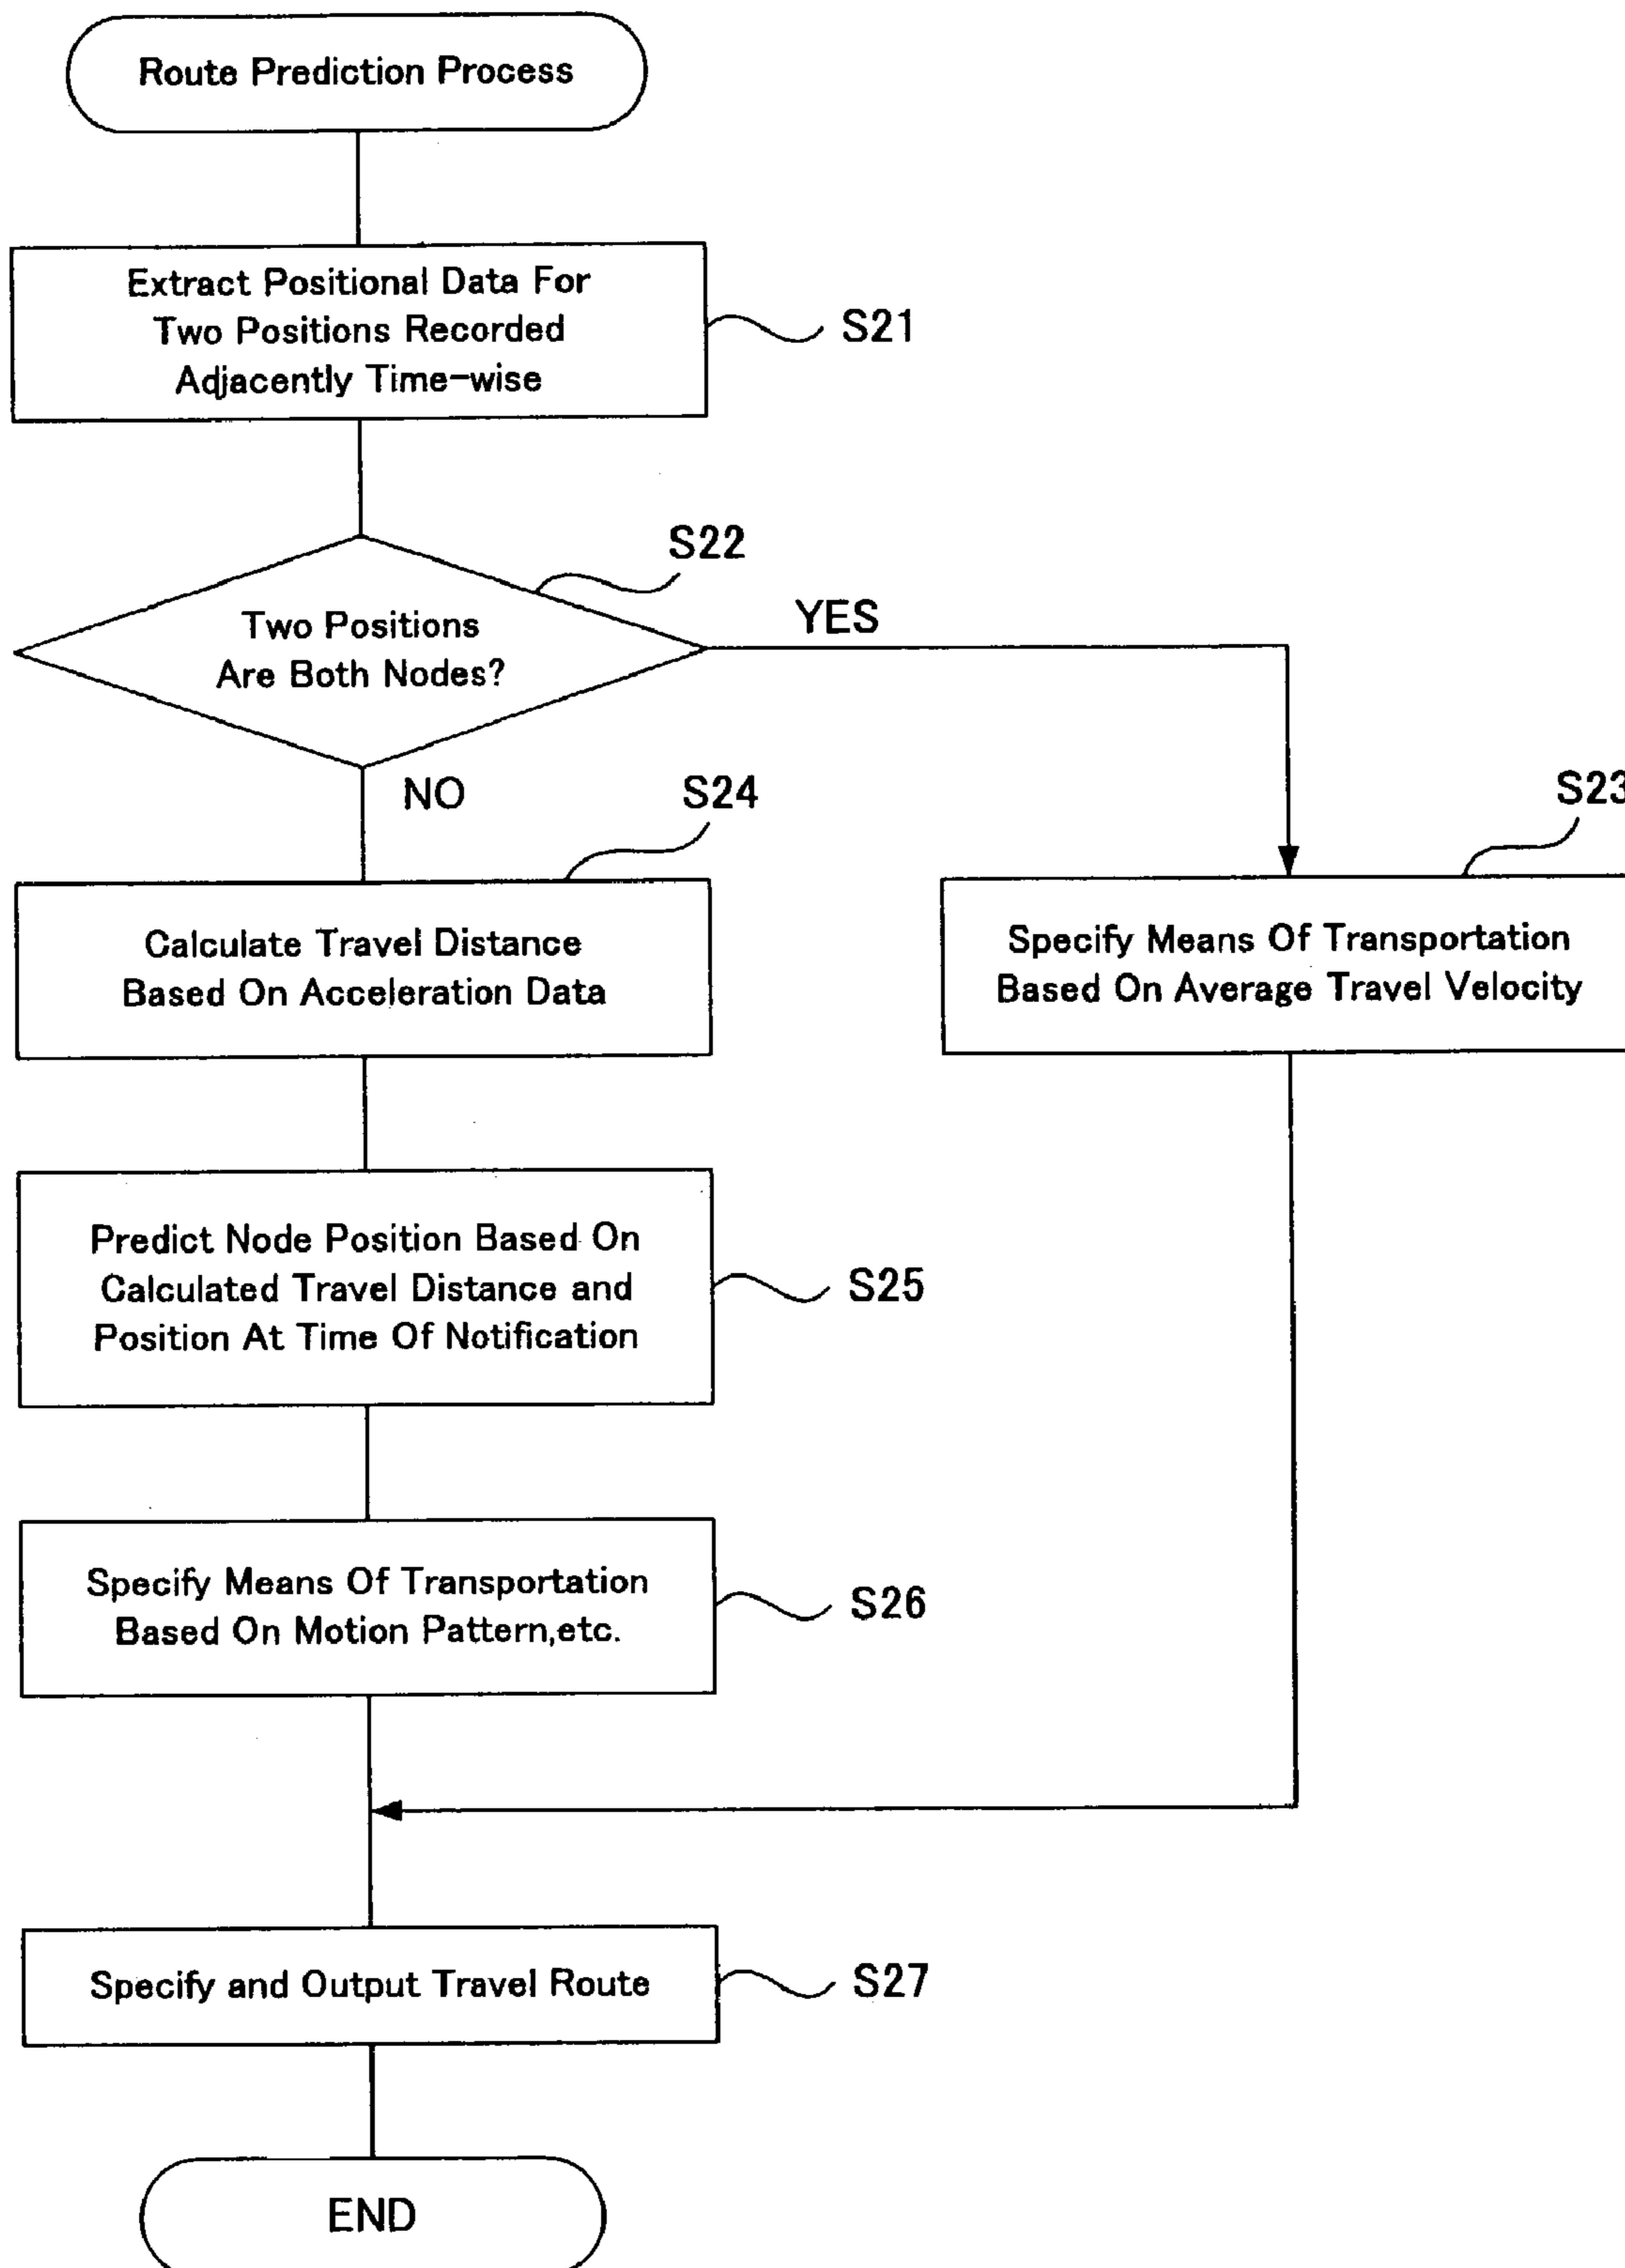 Route Prediction Process
Extract Positional Data For
Two Positions Recorded
Adjacently Time-wise
S21
S22
Two Positions
Are Both Nodes?
YES
NO
S24
S23
Calculate Travel Distance
Based On Acceleration Data
Specify Means Of Transportation
Based On Average Travel Velocity
Predict Node Position Based On
Calculated Travel Distance and
Position At Time Of Notification
S25
Specify Means Of Transportation
Based On Motion Pattern,etc.
S26
Specify and Output Travel Route
S27
END